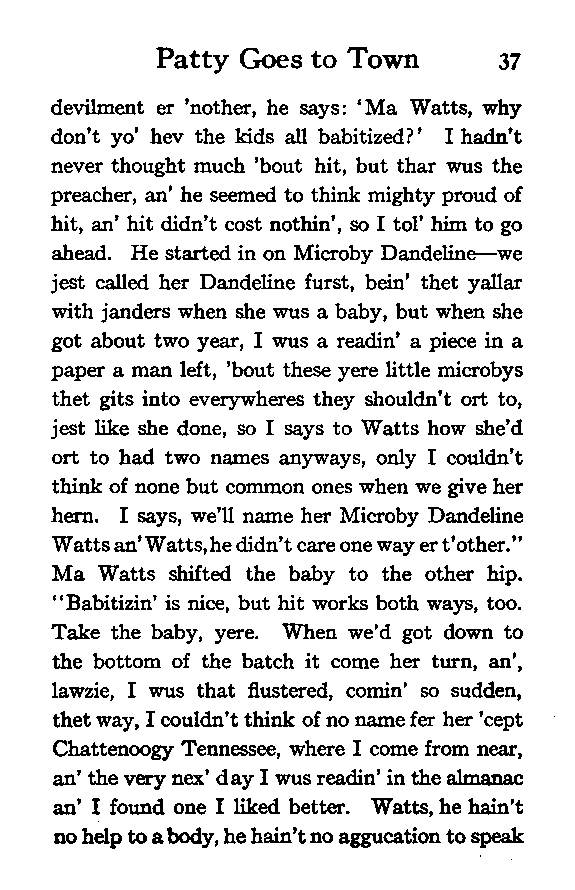 Patty Goes to Town 37
devilment er 'nother, he says: 'Ma Watts, why
don't yo' hev the kids all babitized?' I hadn't
never thought much 'bout hit, but thar wus the
preacher, an' he seemed to think mighty proud of
hit, an' hit didn't cost nothin', so I tol' him to go
ahead. He started in on Microby Dandeline—we
jest called her Dandeline furst, bein' thet yallar
with janders when she wus a baby, but when she
got about two year, I wus a readin' a piece in a
paper a man left, 'bout these yere little microbys
thet gits into everywheres they shouldn't ort to,
jest like she done, so I says to Watts how she'd
ort to had two names anyways, only I couldn't
think of none but common ones when we give her
hern. I says, we'll name her Microby Dandeline
Watts an' Watts, he didn't care one way er t'other."
Ma Watts shifted the baby to the other hip.
"Babitizin' is nice, but hit works both ways, too.
Take the baby, yere. When we'd got down to
the bottom of the batch it come her turn, an',
lawzie, I wus that flustered, comin' so sudden,
thet way, I couldn't think of no name fer her 'cept
Chattenoogy Tennessee, where I come from near,
an' the very nex' day I wus readin' in the almanac
an' I found one I liked better. Watts, he hain't
no help to a body, he hain't no aggucation to speak